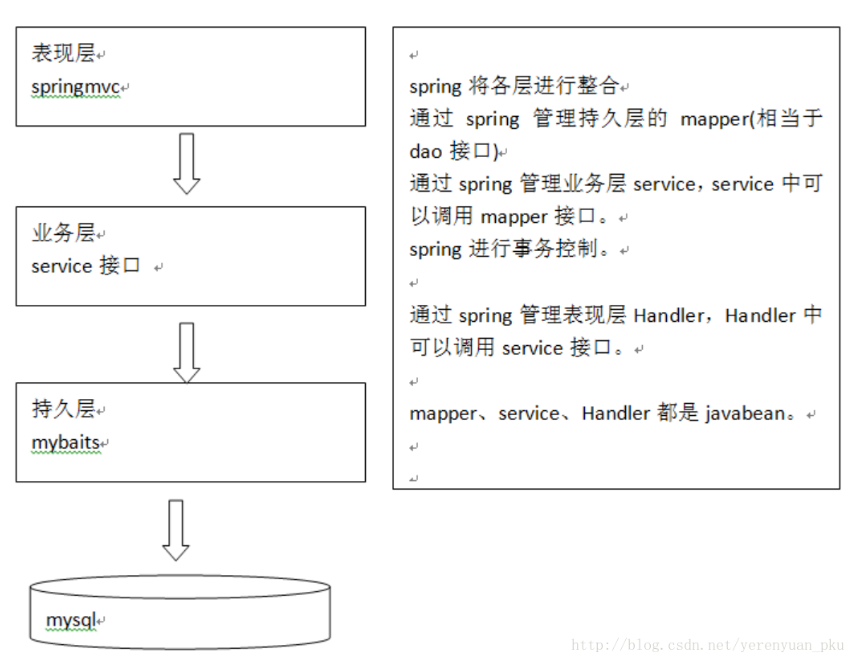 表现层
springmvc
业务层
service 接口
持久层
mybaits
mysql
spring 将各层进行整合
通过 spring 管理持久层的 mapper(相当于
dao 接口)
通过 spring 管理业务层 service，service 中可
以调用 mapper 接口。
spring 进行事务控制。
通过 spring 管理表现层 Handler，Handler 中
可以调用 service 接口。
mapper、service、Handler 都是 javabean。
http://blog.csdn.net/yerenyuan_pku